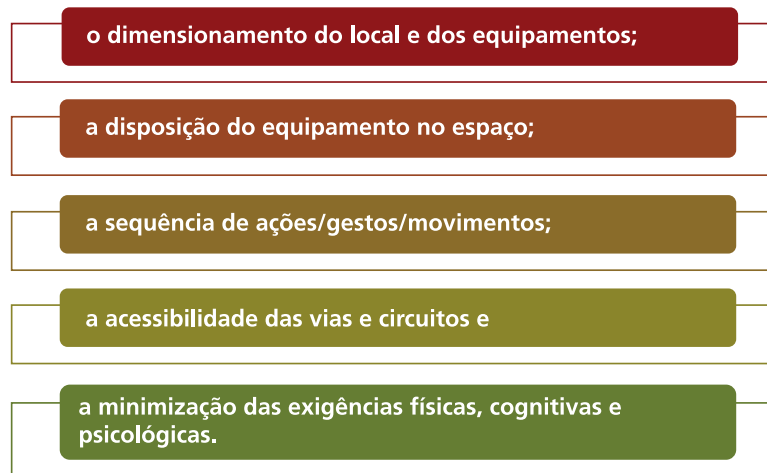 o dimensionamento do local e dos equipamentos;
a disposição do equipamento no espaço;
a sequência de ações/gestos/movimentos;
a acessibilidade das vias e circuitos e
a minimização das exigências físicas, cognitivas e
psicológicas.